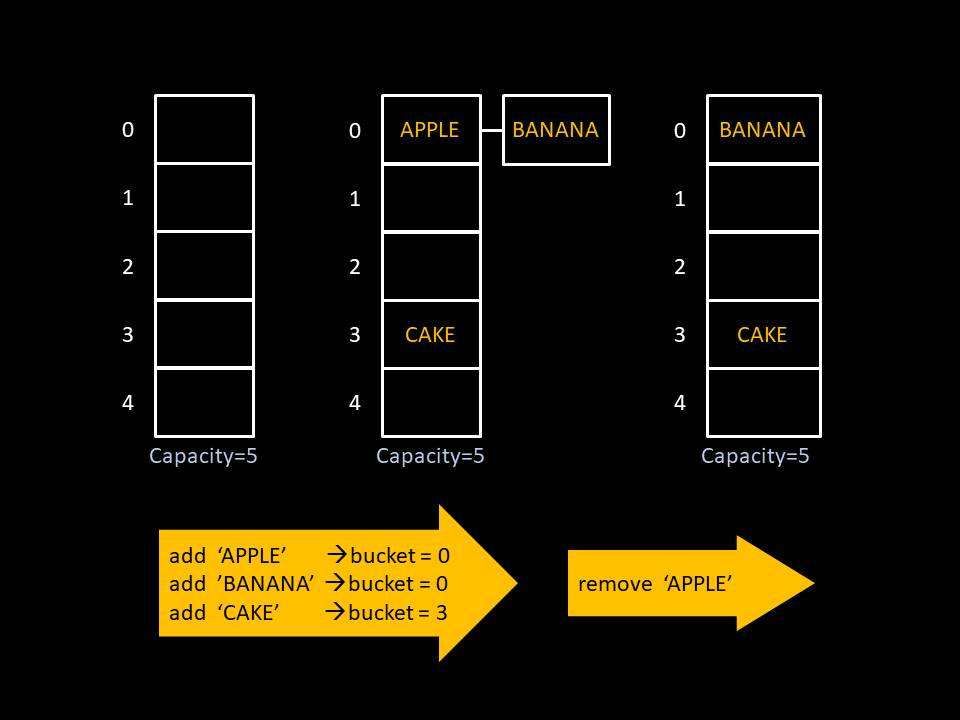 0 0 APPLE BANANA 0 BANANA
1 1 1
2 2 2
3 3 CAKE 3 CAKE
4 4 4
Capacity=5 Capacity=5 Capacity=5
add ‘APPLE’ →bucket = 0
add ’BANANA’ →bucket = 0
add ‘CAKE’ →bucket = 3
remove ‘APPLE’